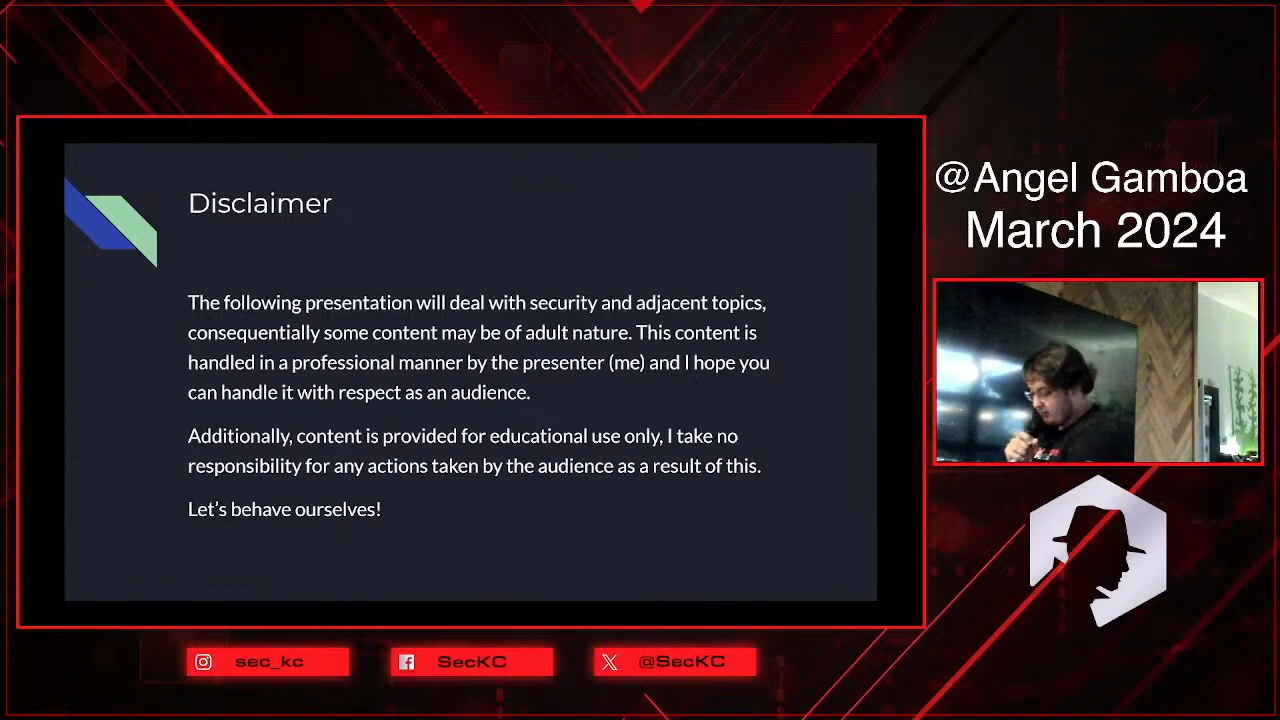 Disclaimer
The following presentation will deal with security and adjacent topics,
consequentially some content may be of adult nature. This content is
handled in a professional manner by the presenter (me) and I hope you
can handle it with respect as an audience.
Additionally, content is provided for educational use only, I take no
responsibility for any actions taken by the audience as a result of this.
Let's behave ourselves!
@Angel Gamboa
March 2024
sec_kc
SecKC
@SecKC